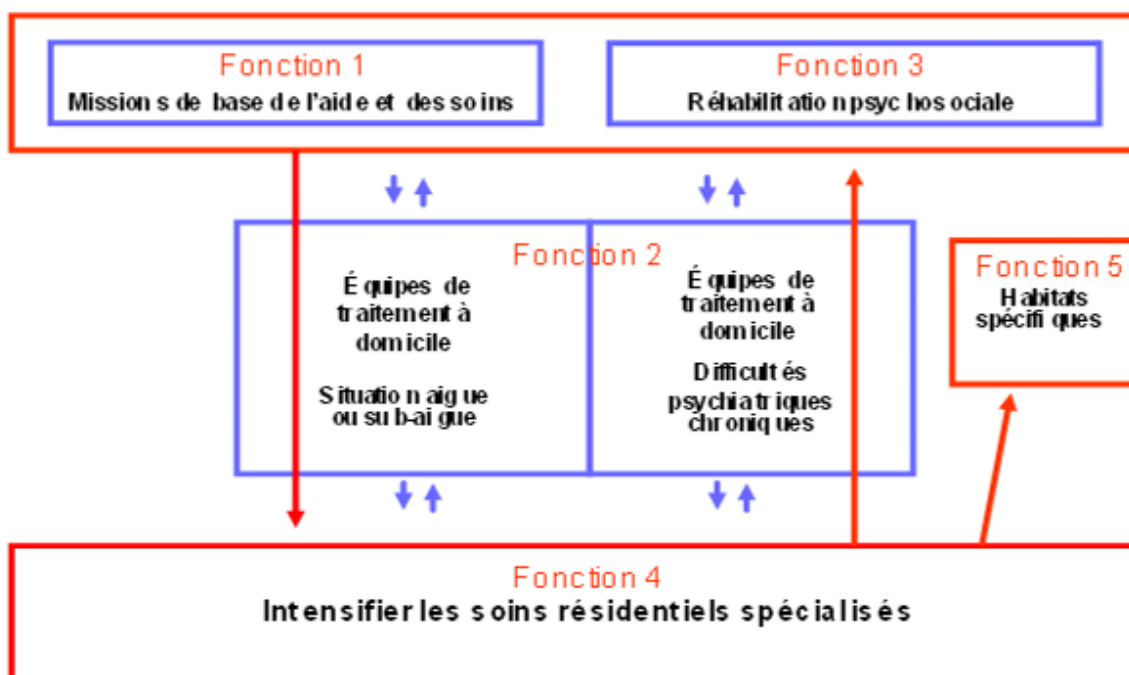 Fonction 1
Missions de base de l'aide et des soins
Fonction 3
Réhabilitation psychosociale
Fonction 2
Équipes de
traitement à
domicile
Situation aigue
ou sub-aigue
Équipes de
traitement à
domicile
Difficultés
psychiatriques
chroniques
Fonction 5
Habitats
spécifiques
Fonction 4
Intensifier les soins résidentiels spécialisés